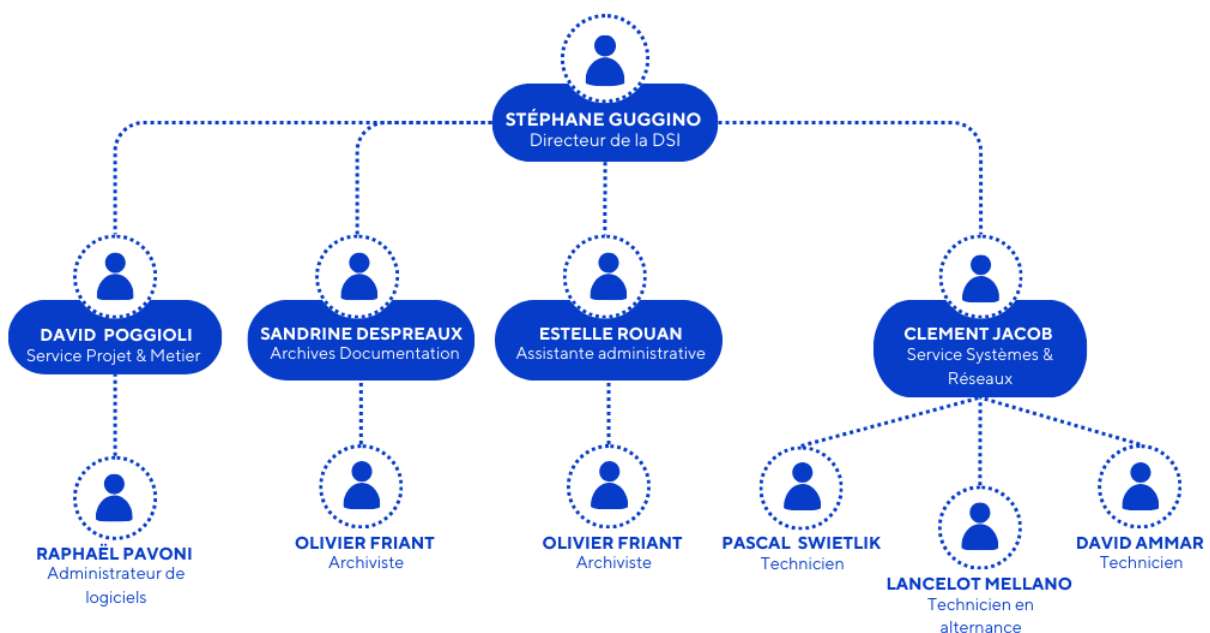 STÉPHANE GUGGINO
Directeur de la DSI
DAVID POGGIOLI
Service Projet & Metier
SANDRINE DESPREAUX
Archives Documentation
ESTELLE ROUAN
Assistante administrative
CLEMENT JACOB
Service Systèmes &
Réseaux
RAPHAËL PAVONI
Administrateur de
logiciels
OLIVIER FRIANT
Archiviste
OLIVIER FRIANT
Archiviste
PASCAL SWIETLIK
Technicien
LANCELOT MELLANO
Technicien en
alternance
DAVID AMMAR
Technicien